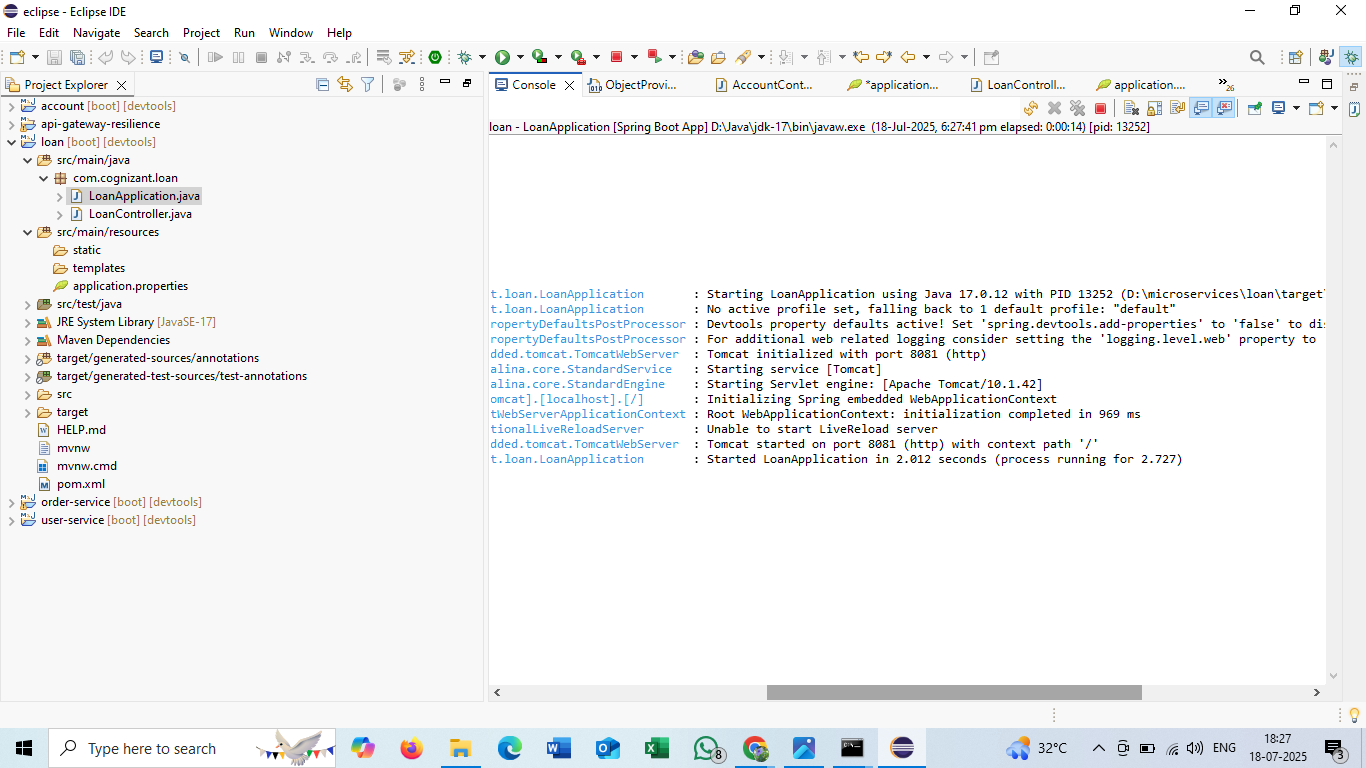 eclipse - Eclipse IDE
File Edit Navigate Search Project Run Window Help
Project Explorer
account [boot] [devtools]
api-gateway-resilience
loan [boot] [devtools]
src/main/java
com.cognizant.loan
LoanApplication.java
LoanController.java
src/main/resources
static
templates
application.properties
src/test/java
JRE System Library [JavaSE-17]
Maven Dependencies
target/generated-sources/annotations
target/generated-test-sources/test-annotations
src
target
HELP.md
mvnw
mvnw.cmd
pom.xml
order-service [boot] [devtools]
user-service [boot] [devtools]
Console ObjectProvi... AccountCont... *application... LoanControll... application.... 26
loan - LoanApplication [Spring Boot App] D:\Java\jdk-17\bin\javaw.exe (18-Jul-2025, 6:27:41 pm elapsed: 0:00:14) [pid: 13252]
t.loan.LoanApplication : Starting LoanApplication using Java 17.0.12 with PID 13252 (D:\microservices\loan\target\
t.loan.LoanApplication : No active profile set, falling back to 1 default profile: "default"
ropertyDefaultsPostProcessor : Devtools property defaults active! Set 'spring.devtools.add-properties' to 'false' to dis
ropertyDefaultsPostProcessor : For additional web related logging consider setting the 'logging.level.web' property to
dded.tomcat.TomcatWebServer : Tomcat initialized with port 8081 (http)
alina.core.StandardService : Starting service [Tomcat]
alina.core.StandardEngine : Starting Servlet engine: [Apache Tomcat/10.1.42]
omcat].[localhost].[/] : Initializing Spring embedded WebApplicationContext
tWebServerApplicationContext : Root WebApplicationContext: initialization completed in 969 ms
tionalLiveReloadServer : Unable to start LiveReload server
dded.tomcat.TomcatWebServer : Tomcat started on port 8081 (http) with context path '/'
t.loan.LoanApplication : Started LoanApplication in 2.012 seconds (process running for 2.727)
Type here to search
8
32°C
ENG
18:27
18-07-2025
3